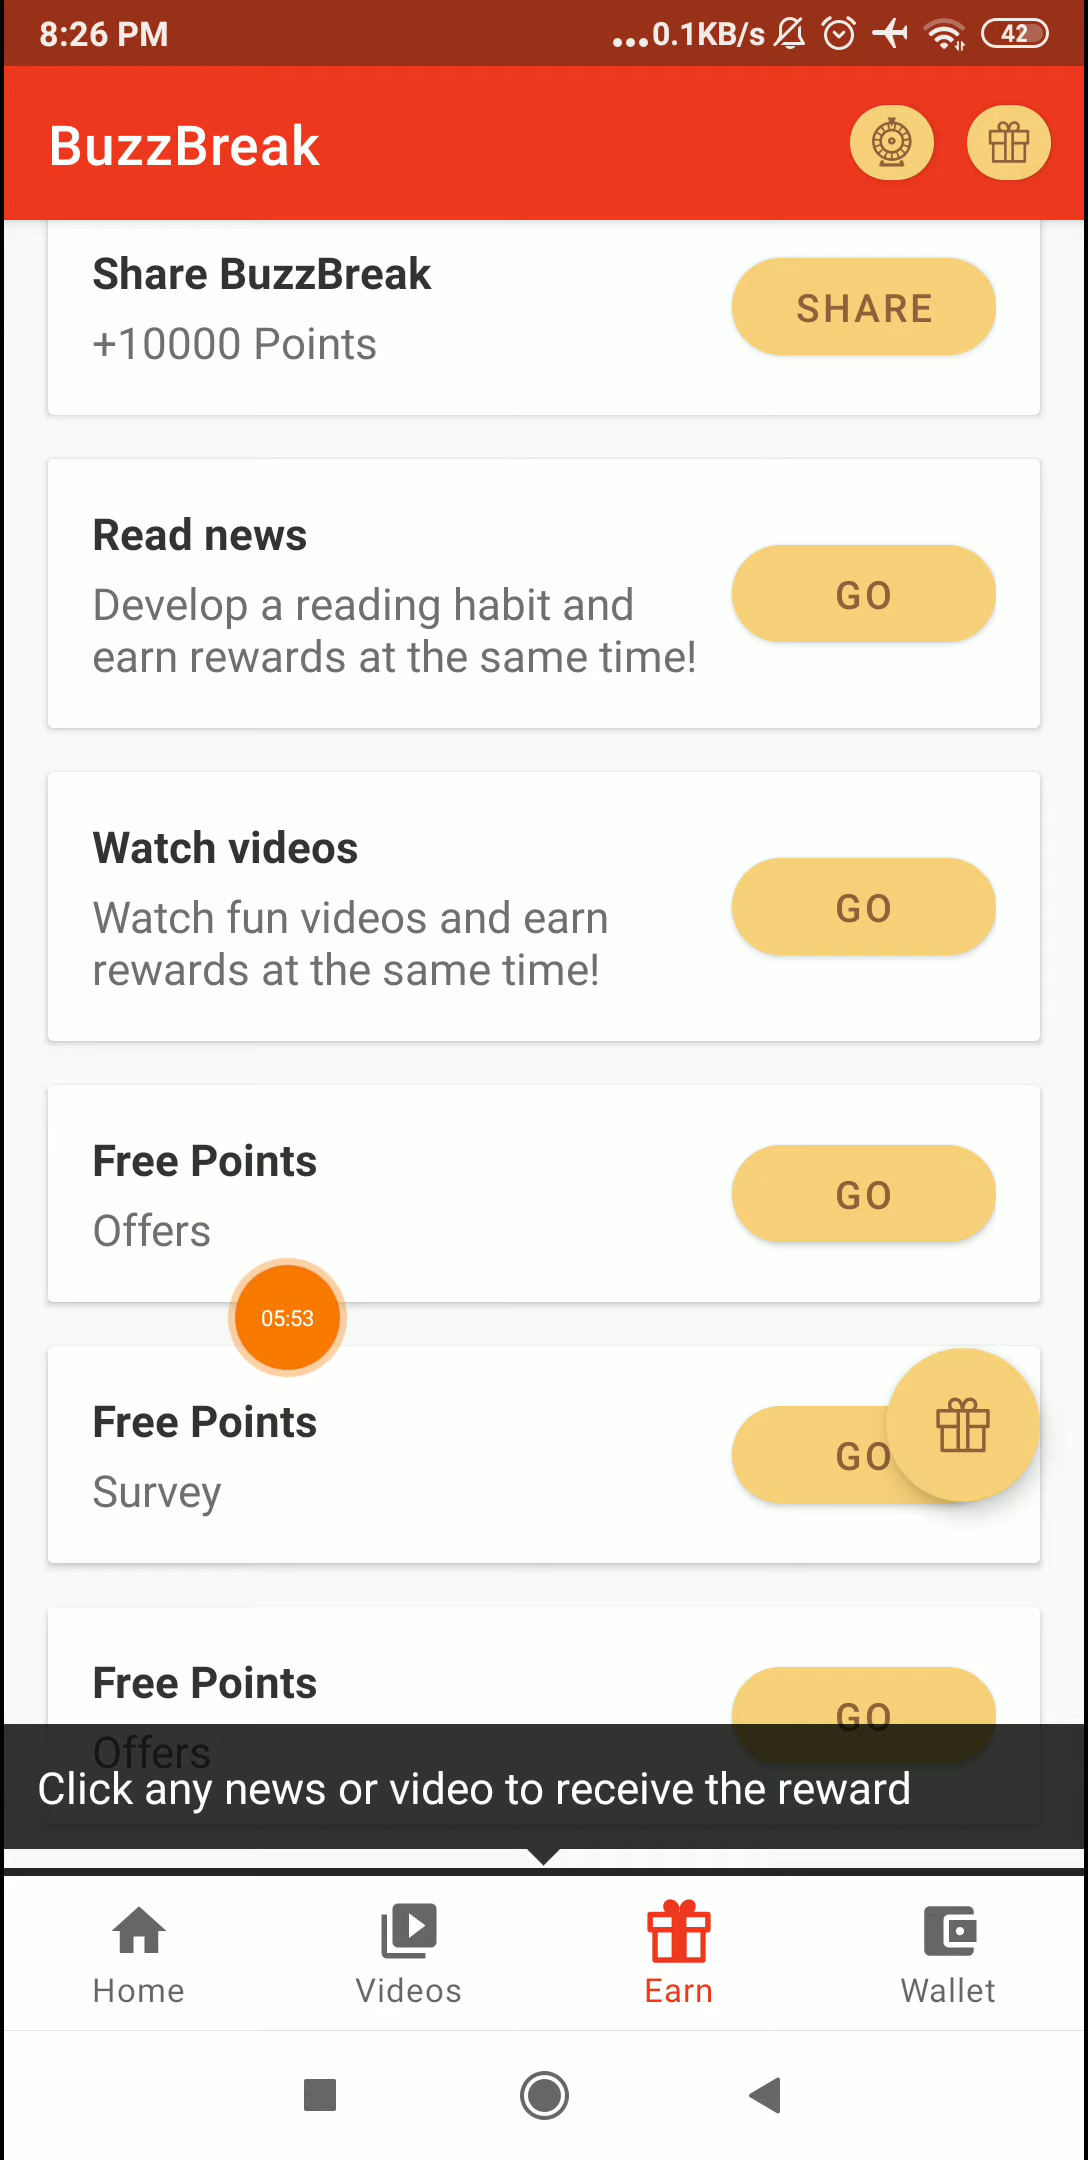 8:26 PM
...0.1KB/s
42
BuzzBreak
Share BuzzBreak
+10000 Points
SHARE
Read news
Develop a reading habit and
earn rewards at the same time!
GO
Watch videos
Watch fun videos and earn
rewards at the same time!
GO
Free Points
Offers
GO
05:53
Free Points
Survey
GO
Free Points
Offers
GO
Click any news or video to receive the reward
Home
Videos
Earn
Wallet